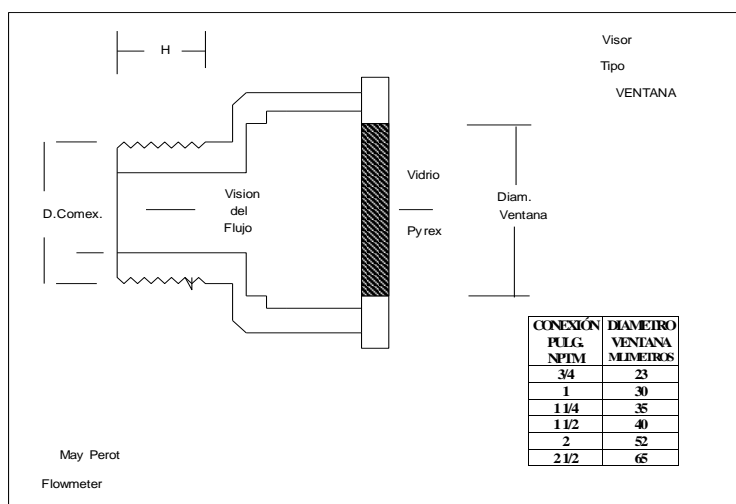 H
Visor
Tipo
VENTANA
D.Comex.
Vision
del
Flujo
Vidrio
Pyrex
Diam.
Ventana
CONEXIÓN DIAMETRO
PULG. VENTANA
NPTM MLIMETROS
3/4 23
1 30
1 1/4 35
1 1/2 40
2 52
2 1/2 65
May Perot
Flowmeter